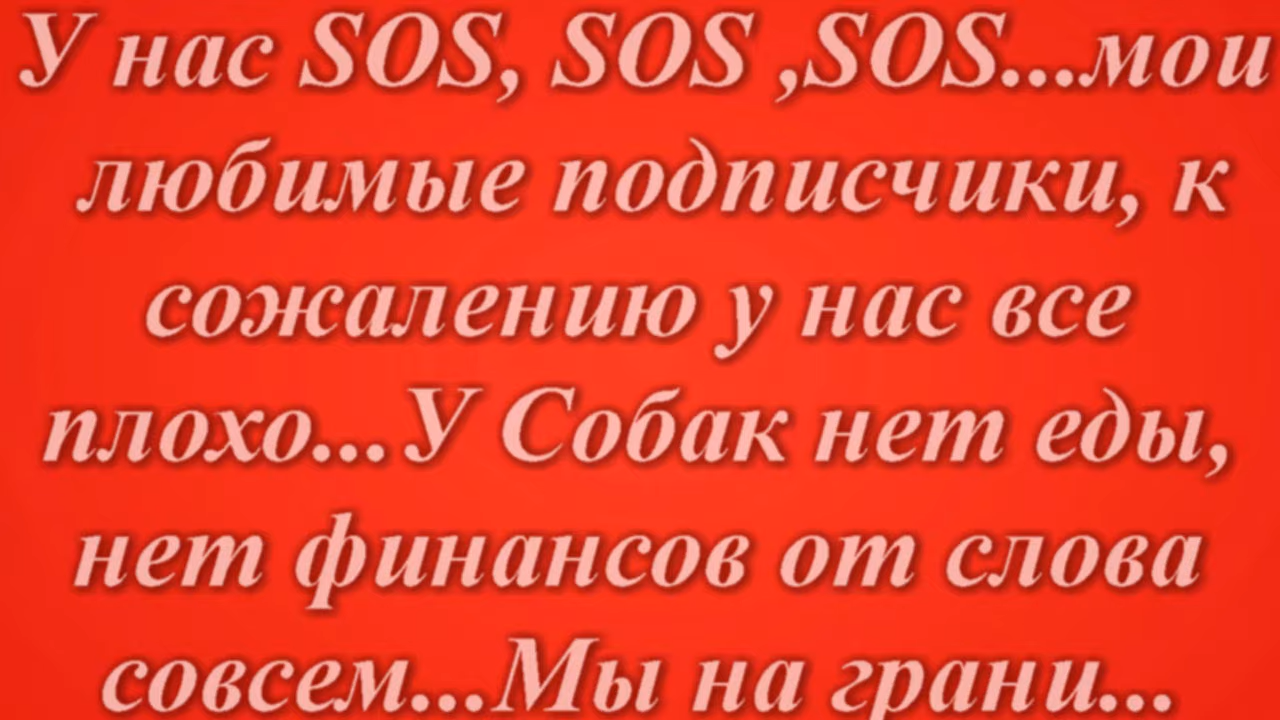 У нас SOS, SOS ,SOS...мои
любимые подписчики, к
сожалению у нас все
плохо...У Собак нет еды,
нет финансов от слова
совсем...Мы на грани...